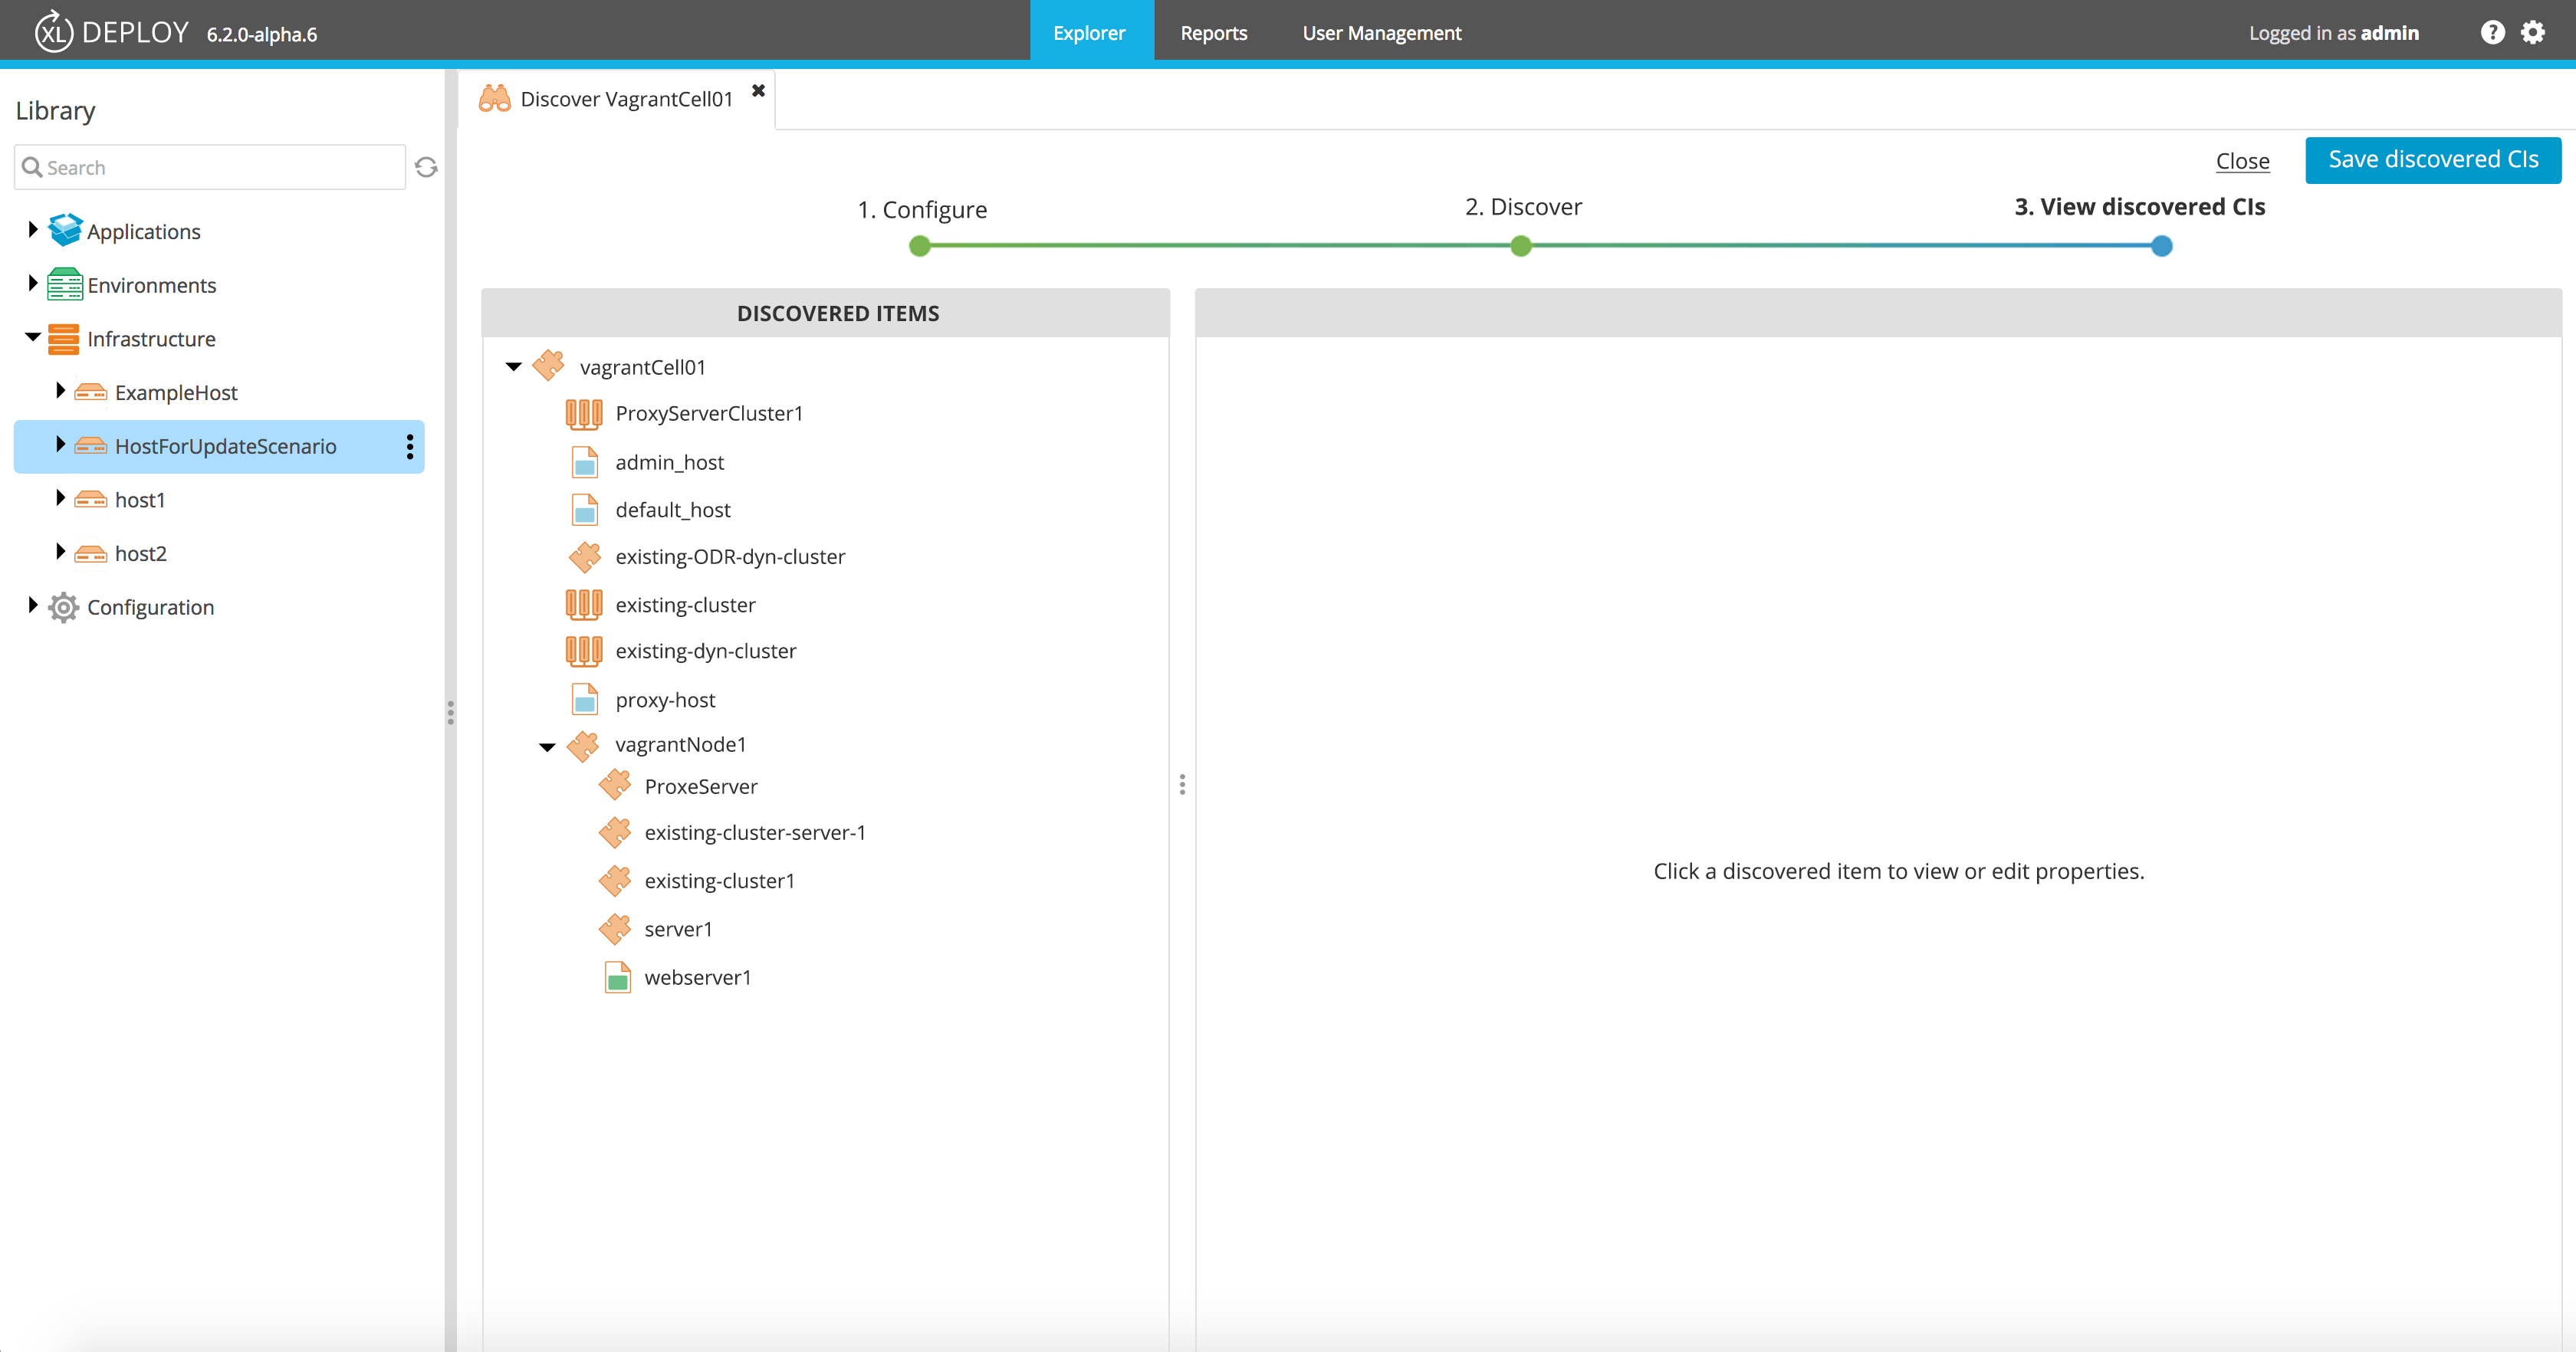 XL DEPLOY 6.2.0-alpha.6
Explorer
Reports
User Management
Logged in as admin
?
Library
Search
Applications
Environments
Infrastructure
ExampleHost
HostForUpdateScenario
host1
host2
Configuration
Discover VagrantCell01
Close
Save discovered CIs
1. Configure
2. Discover
3. View discovered CIs
DISCOVERED ITEMS
vagrantCell01
ProxyServerCluster1
admin_host
default_host
existing-ODR-dyn-cluster
existing-cluster
existing-dyn-cluster
proxy-host
vagrantNode1
ProxeServer
existing-cluster-server-1
existing-cluster1
server1
webserver1
Click a discovered item to view or edit properties.